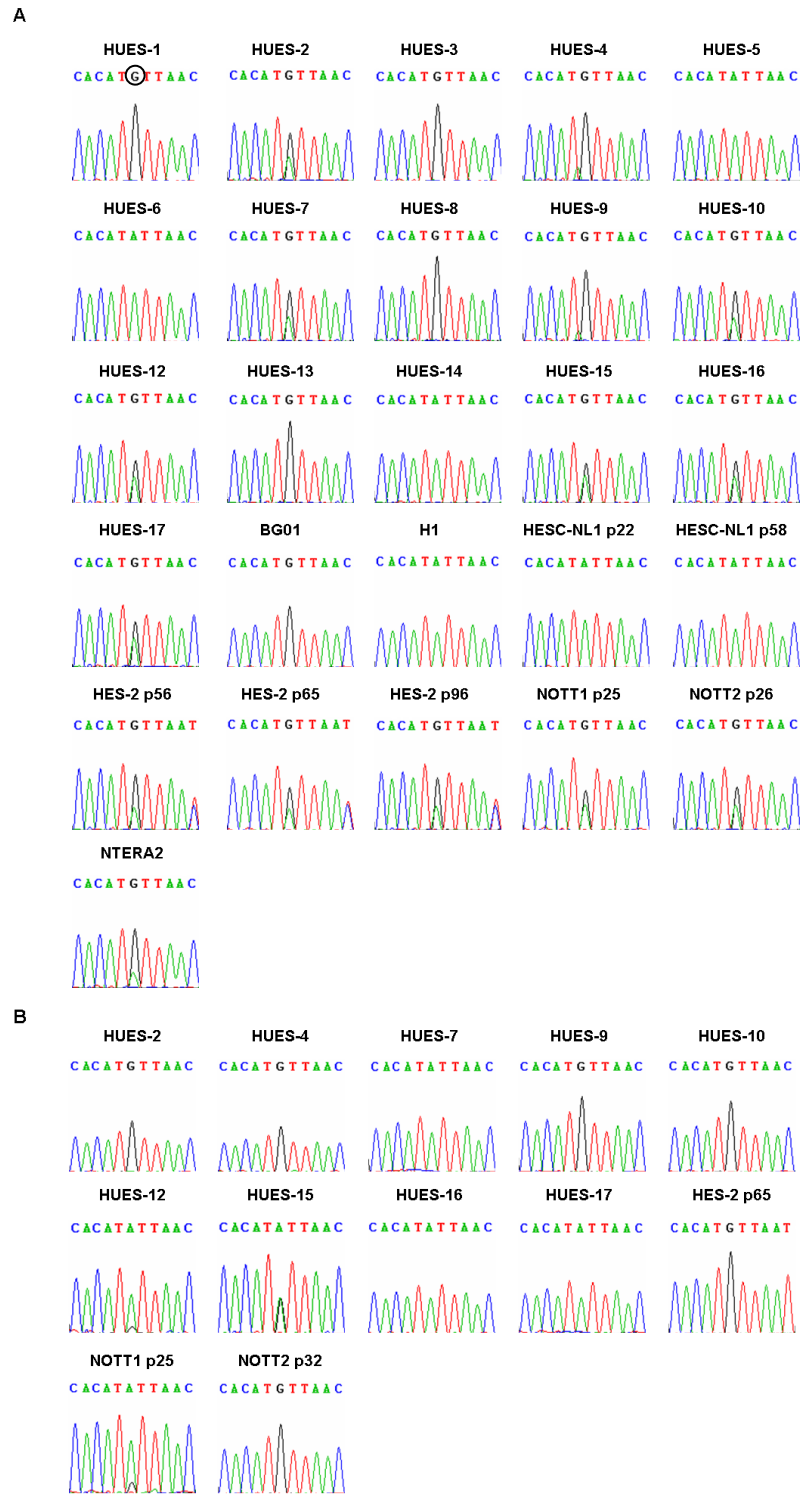 A
HUES-1 HUES-2 HUES-3 HUES-4 HUES-5
CACATGTTAAC CACATGTTAAC CACATGTTAAC CACATGTTAAC CACATATTAAC
HUES-6 HUES-7 HUES-8 HUES-9 HUES-10
CACATATTAAC CACATGTTAAC CACATGTTAAC CACATGTTAAC CACATGTTAAC
HUES-12 HUES-13 HUES-14 HUES-15 HUES-16
CACATGTTAAC CACATGTTAAC CACATATTAAC CACATGTTAAC CACATGTTAAC
HUES-17 BG01 H1 HESC-NL1 p22 HESC-NL1 p58
CACATGTTAAC CACATGTTAAC CACATATTAAC CACATATTAAC CACATATTAAC
HES-2 p56 HES-2 p65 HES-2 p96 NOTT1 p25 NOTT2 p26
CACATGTTAAT CACATGTTAAT CACATGTTAAT CACATGTTAAC CACATGTTAAC
NTERA2
CACATGTTAAC
B
HUES-2 HUES-4 HUES-7 HUES-9 HUES-10
CACATGTTAAC CACATGTTAAC CACATATTAAC CACATGTTAAC CACATGTTAAC
HUES-12 HUES-15 HUES-16 HUES-17 HES-2 p65
CACATATTAAC CACATATTAAC CACATATTAAC CACATATTAAC CACATGTTAAT
NOTT1 p25 NOTT2 p32
CACATATTAAC CACATGTTAAC